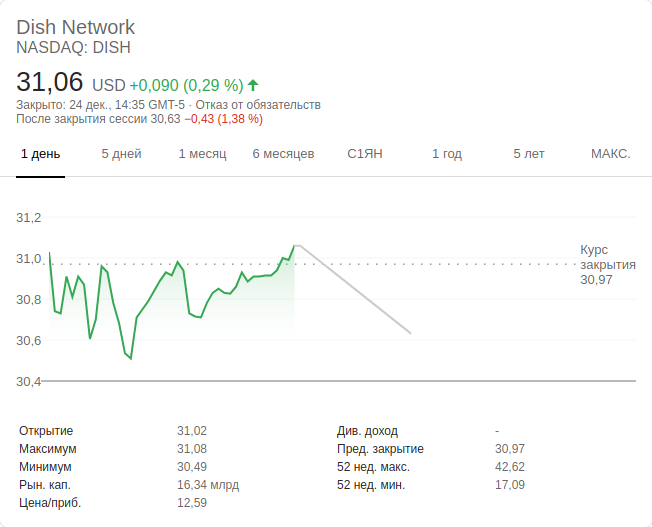 Dish Network
NASDAQ: DISH
31,06 USD +0,090 (0,29 %)
Закрыто: 24 дек., 14:35 GMT-5 · Отказ от обязательств
После закрытия сессии 30,63 −0,43 (1,38 %)
1 день 5 дней 1 месяц 6 месяцев С1ЯН 1 год 5 лет МАКС.
31,2
31,0
30,8
30,6
30,4
Курс
закрытия
30,97
Открытие 31,02 Див. доход -
Максимум 31,08 Пред. закрытие 30,97
Минимум 30,49 52 нед. макс. 42,62
Рын. кап. 16,34 млрд 52 нед. мин. 17,09
Цена/приб. 12,59